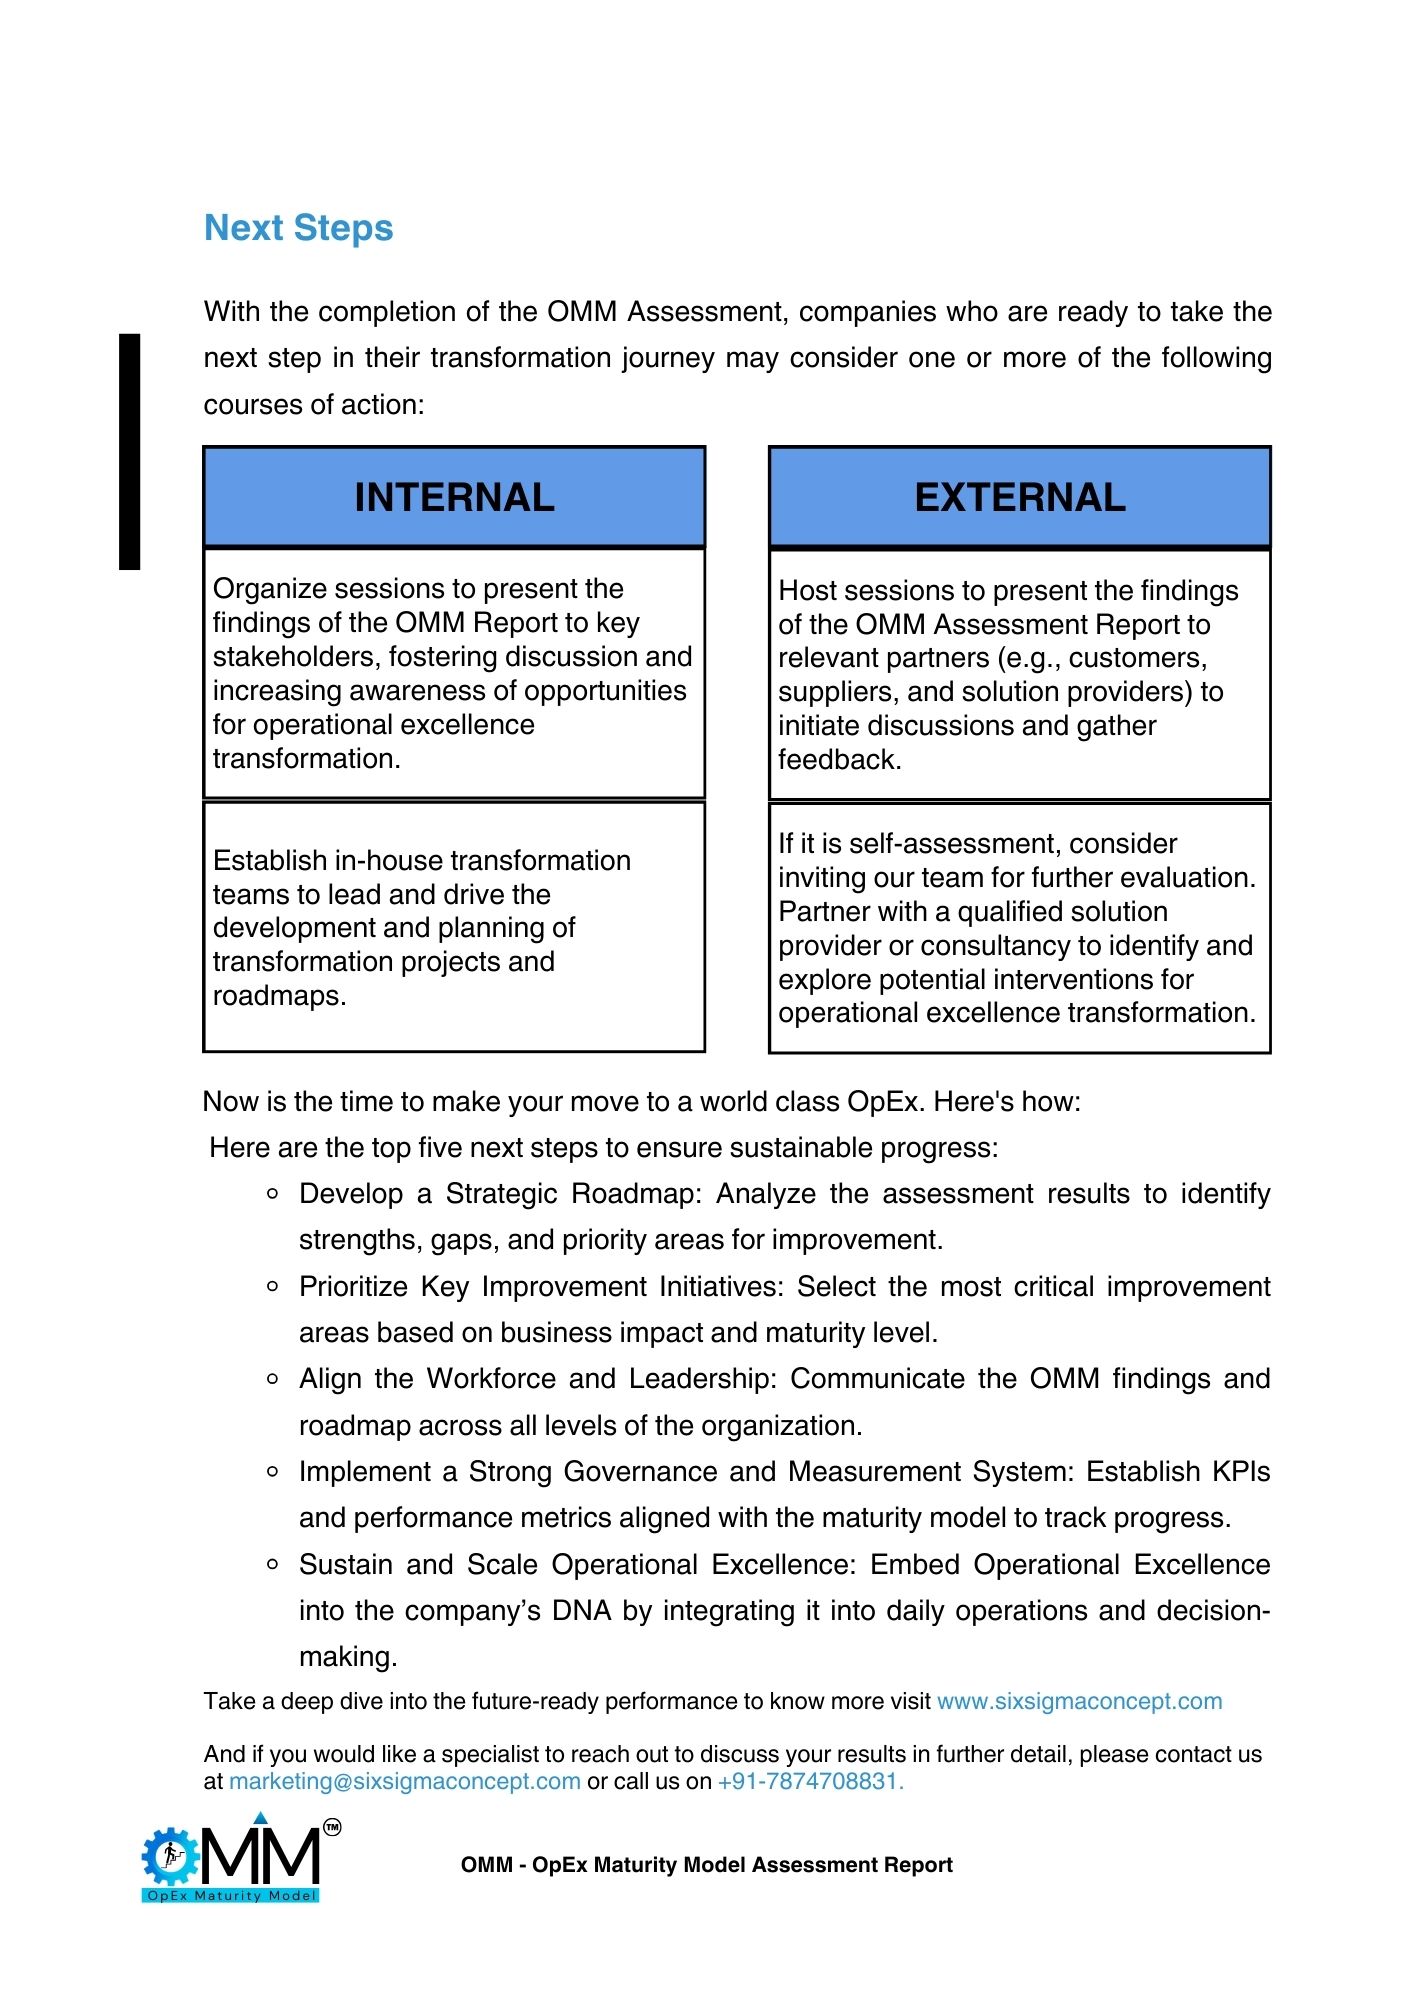 Next Steps
With the completion of the OMM Assessment, companies who are ready to take the
next step in their transformation journey may consider one or more of the following
courses of action:
INTERNAL
Organize sessions to present the
findings of the OMM Report to key
stakeholders, fostering discussion and
increasing awareness of opportunities
for operational excellence
transformation.
Establish in-house transformation
teams to lead and drive the
development and planning of
transformation projects and
roadmaps.
EXTERNAL
Host sessions to present the findings
of the OMM Assessment Report to
relevant partners (e.g., customers,
suppliers, and solution providers) to
initiate discussions and gather
feedback.
If it is self-assessment, consider
inviting our team for further evaluation.
Partner with a qualified solution
provider or consultancy to identify and
explore potential interventions for
operational excellence transformation.
Now is the time to make your move to a world class OpEx. Here's how:
Here are the top five next steps to ensure sustainable progress:
Develop a Strategic Roadmap: Analyze the assessment results to identify
strengths, gaps, and priority areas for improvement.
Prioritize Key Improvement Initiatives: Select the most critical improvement
areas based on business impact and maturity level.
Align the Workforce and Leadership: Communicate the OMM findings and
roadmap across all levels of the organization.
Implement a Strong Governance and Measurement System: Establish KPIs
and performance metrics aligned with the maturity model to track progress.
Sustain and Scale Operational Excellence: Embed Operational Excellence
into the company’s DNA by integrating it into daily operations and decision-
making.
Take a deep dive into the future-ready performance to know more visit www.sixsigmaconcept.com
And if you would like a specialist to reach out to discuss your results in further detail, please contact us
at marketing@sixsigmaconcept.com or call us on +91-7874708831.
OMM TM
OpEx Maturity Model
OMM - OpEx Maturity Model Assessment Report